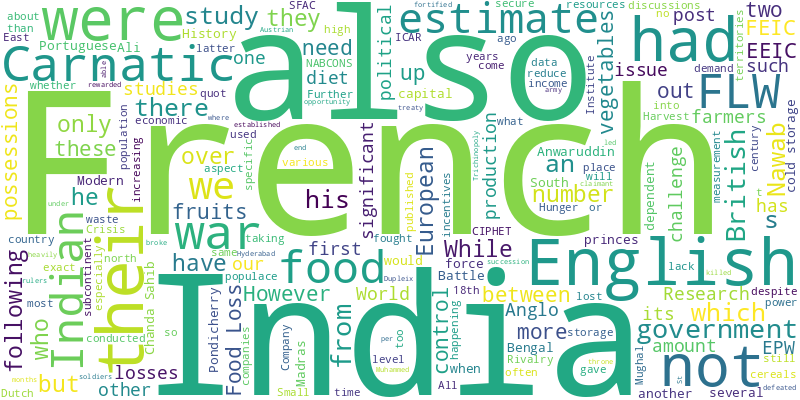 French
India
also
English
not
their
had
were
war
food
Carnatic
FLW
Indian
we
which
government
estimate
study
they
need
diet
there
these
only
over
his
he
who
following
possessions
but
other
losses
fruits
have
However
from
Food Loss
Chanda Sahib
Pondicherry
Portuguese
Ali
East
about
than
History
one
latter
quot
SFAC
ICAR
NABCONS
Further
opportunity
Austrian
high
political
up
capital
ago
years
come
data
reduce
income
army
treaty
fortified
secure
resources
discussions
no
post
issue
out
such
two
FEIC
EEIC
demand
territories
able
rewarded
vegetables
Institute
into
Harvest
farmers
measurement
t
century
cold storage
Nawab
British
s
has
Anwaruddin
an
place
will
South
number
Hunger
or
dependent
challenge
production
what
European
incentives
published
various
significant
specific
aspect
used
economic
where
established
population
increasing
studies
whether
Modern
waste
Crisis
country
under
heavily
exact
north
subcontinent
especially
rulers
most
conducted
months
Dutch
so
taking
same
Hyderabad
our
broke
populace
companies
soldiers
first
end
fought
would
World
Dupleix
Madras
Company
Small
All
gave
time
lost
per
too
level
Muhammed
control
While
CIPHET
force
Battle
18th
succession
between
Anglo
more
Bengal
storage
Rivalry
happening
often
when
Trichinopoly
led
claimant
princes
lack
killed
Research
its
amount
another
several
Mughal
St
throne
despite
power
EPW
still
cereals
defeated